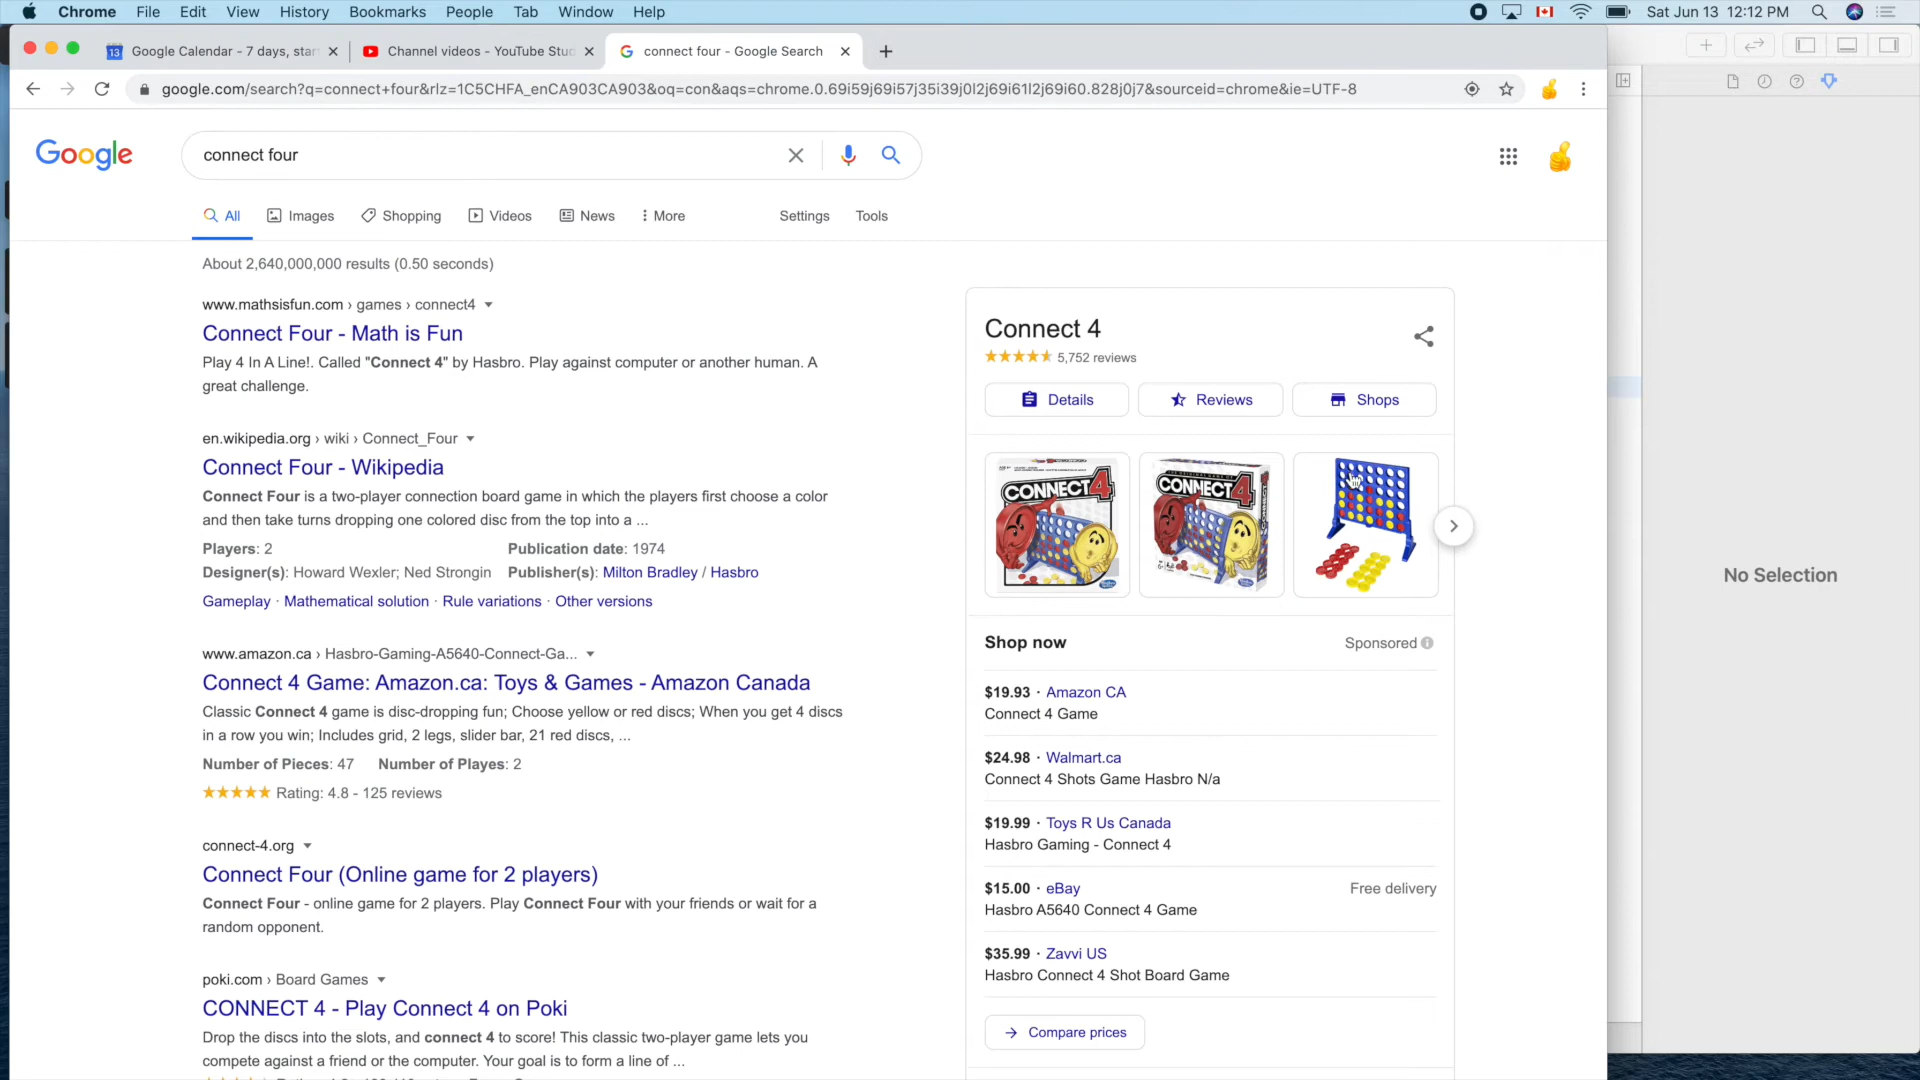 Chrome File Edit View History Bookmarks People Tab Window Help
Sat Jun 13 12:12 PM
13 Google Calendar - 7 days, star
Channel videos - YouTube Stud
connect four - Google Search
google.com/search?q=connect+four&rlz=1C5CHFA_enCA903CA903&oq=con&aqs=chrome.0.69i59j69i57j35i39j0l2j69i61l2j69i60.828j0j7&sourceid=chrome&ie=UTF-8
Google
connect four
All Images Shopping Videos News More Settings Tools
About 2,640,000,000 results (0.50 seconds)
www.mathsisfun.com › games › connect4
Connect Four - Math is Fun
Play 4 In A Line!. Called "Connect 4" by Hasbro. Play against computer or another human. A
great challenge.
en.wikipedia.org › wiki › Connect_Four
Connect Four - Wikipedia
Connect Four is a two-player connection board game in which the players first choose a color
and then take turns dropping one colored disc from the top into a ...
Players: 2 Publication date: 1974
Designer(s): Howard Wexler; Ned Strongin Publisher(s): Milton Bradley / Hasbro
Gameplay · Mathematical solution · Rule variations · Other versions
www.amazon.ca › Hasbro-Gaming-A5640-Connect-Ga...
Connect 4 Game: Amazon.ca: Toys & Games - Amazon Canada
Classic Connect 4 game is disc-dropping fun; Choose yellow or red discs; When you get 4 discs
in a row you win; Includes grid, 2 legs, slider bar, 21 red discs, ...
Number of Pieces: 47 Number of Playes: 2
Rating: 4.8 - 125 reviews
connect-4.org
Connect Four (Online game for 2 players)
Connect Four - online game for 2 players. Play Connect Four with your friends or wait for a
random opponent.
poki.com › Board Games
CONNECT 4 - Play Connect 4 on Poki
Drop the discs into the slots, and connect 4 to score! This classic two-player game lets you
compete against a friend or the computer. Your goal is to form a line of ...
Connect 4
5,752 reviews
Details Reviews Shops
CONNECT 4
CONNECT 4
Shop now Sponsored
$19.93 · Amazon CA
Connect 4 Game
$24.98 · Walmart.ca
Connect 4 Shots Game Hasbro N/a
$19.99 · Toys R Us Canada
Hasbro Gaming - Connect 4
$15.00 · eBay Free delivery
Hasbro A5640 Connect 4 Game
$35.99 · Zavvi US
Hasbro Connect 4 Shot Board Game
Compare prices
No Selection